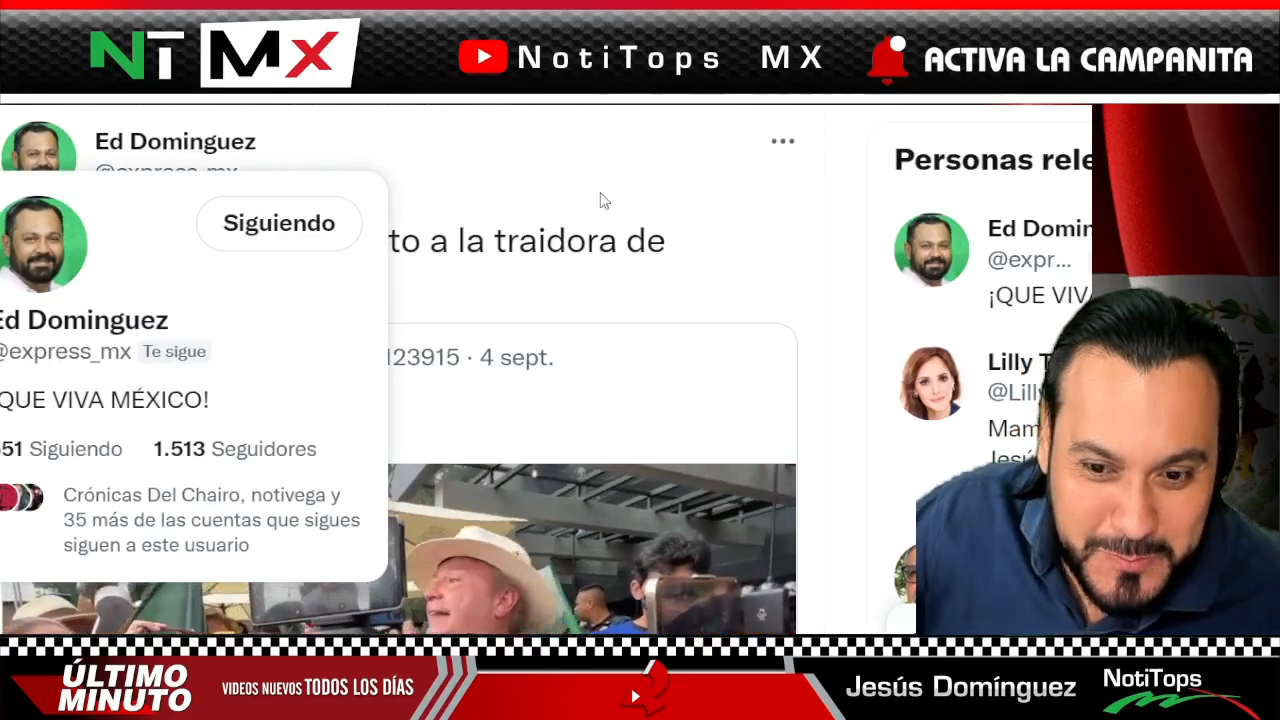 NT MX
NotiTops MX
ACTIVA LA CAMPANITA
Ed Dominguez
@express_mx
Siguiendo
to a la traidora de
Ed Dominguez
@express_mx Te sigue
¡QUE VIVA MÉXICO!
51 Siguiendo 1.513 Seguidores
Crónicas Del Chairo, notivega y
35 más de las cuentas que sigues
siguen a este usuario
123915 · 4 sept.
Personas rele
Ed Domin
@expr...
¡QUE VIVA
Lilly T
@Lilly
Mam
Jesú
ÚLTIMO
MINUTO
VIDEOS NUEVOS TODOS LOS DÍAS
Jesús Domínguez
NotiTops